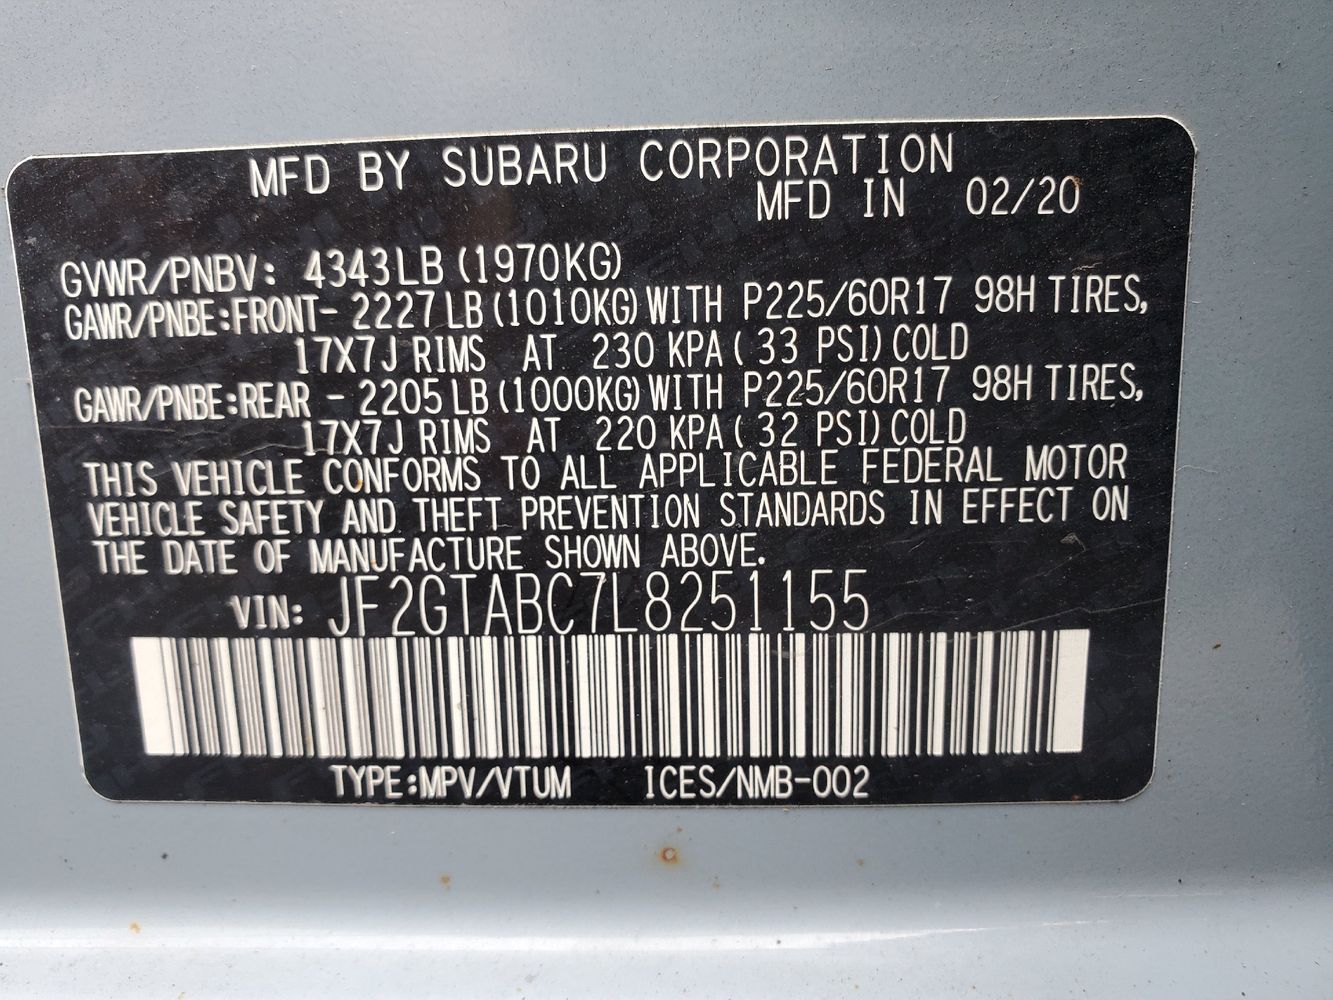 MFD BY SUBARU CORPORATION
MFD IN 02/20
GVWR/PNBV: 4343LB (1970KG)
GAWR/PNBE:FRONT- 2227LB (1010KG) WITH P225/60R17 98H TIRES,
17X7J RIMS AT 230 KPA ( 33 PSI) COLD
GAWR/PNBE:REAR - 2205LB (1000KG) WITH P225/60R17 98H TIRES,
17X7J RIMS AT 220 KPA ( 32 PSI) COLD
THIS VEHICLE CONFORMS TO ALL APPLICABLE FEDERAL MOTOR
VEHICLE SAFETY AND THEFT PREVENTION STANDARDS IN EFFECT ON
THE DATE OF MANUFACTURE SHOWN ABOVE.
VIN: JF2GTABC7L8251155
TYPE:MPV/VTUM ICES/NMB-002